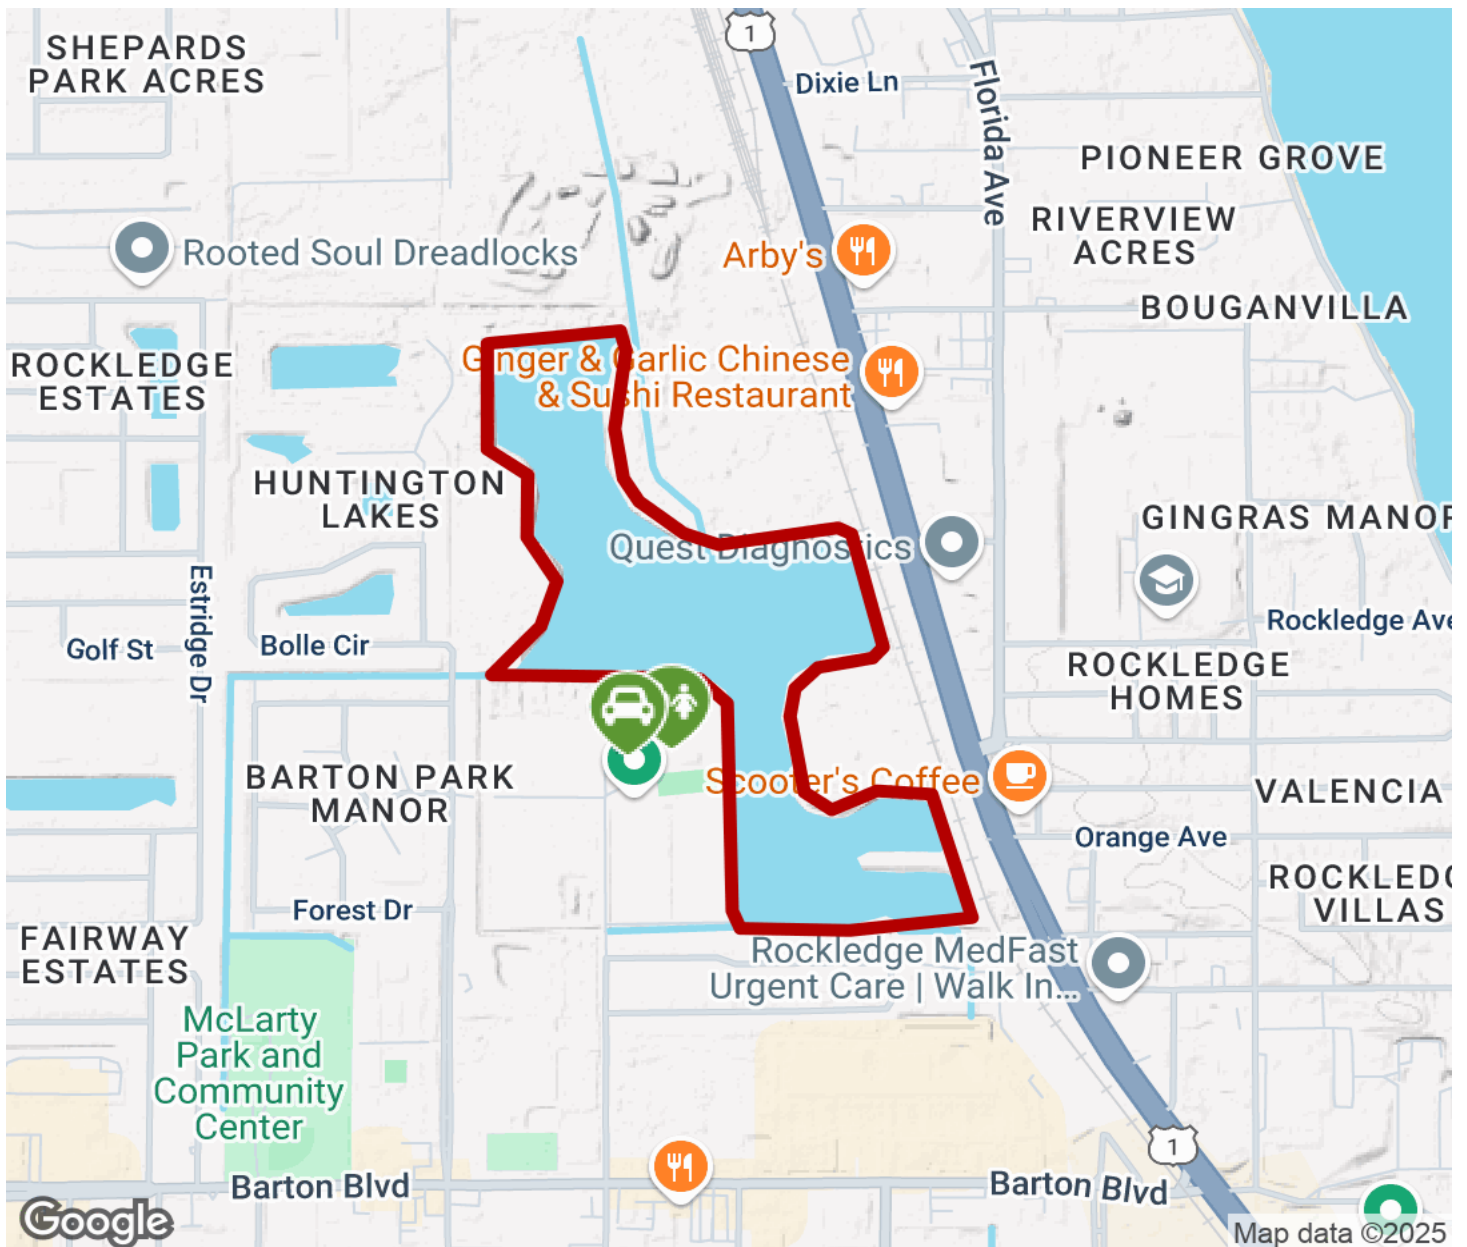 SHEPARDS
PARK ACRES
1
Dixie Ln
Florida Ave
PIONEER GROVE
RIVERVIEW
ACRES
Rooted Soul Dreadlocks
Arby's
BOUGANVILLA
ROCKLEDGE
ESTATES
Ginger & Garlic Chinese
& Sushi Restaurant
HUNTINGTON
LAKES
GINGRAS MANOR
Quest Diagnostics
Estridge Dr
Golf St
Bolle Cir
Rockledge Ave
ROCKLEDGE
HOMES
BARTON PARK
MANOR
Scooter's Coffee
VALENCIA
Orange Ave
ROCKLEDG
VILLAS
Forest Dr
FAIRWAY
ESTATES
Rockledge MedFast
Urgent Care | Walk In...
McLarty
Park and
Community
Center
1
Barton Blvd
Barton Blvd
Google
Map data ©2025